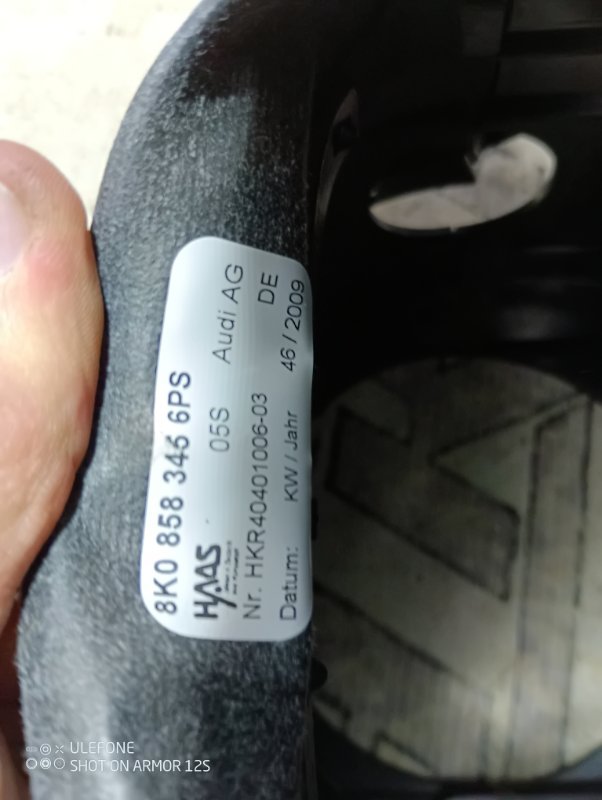 8K0 858 346 6PS
HAAS 05S Audi AG
Nr. HKR40401006-03 DE
Datum: KW / Jahr 46 / 2009
ULEFONE
SHOT ON ARMOR 12S